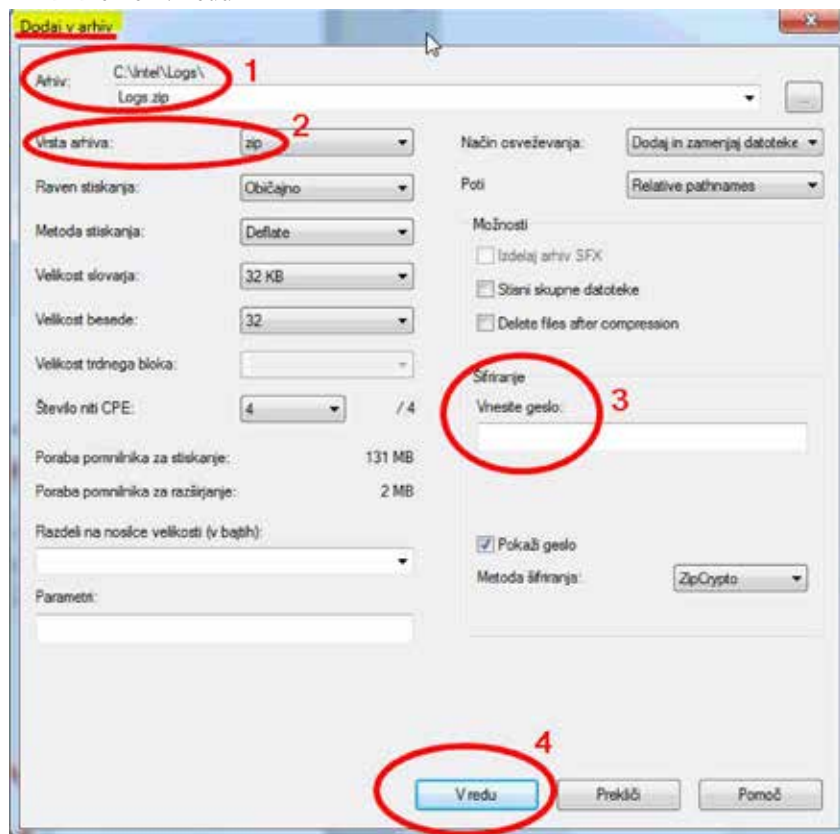 Dodaj v arhiv
Arhiv: C:\Intel\Logs\
Logs.zip
...
1
Vrsta arhiva: zip
2
Raven stiskanja: Običajno
Metoda stiskanja: Deflate
Velikost slovarja: 32 KB
Velikost besede: 32
Velikost trdnega bloka:
Število niti CPE: 4 / 4
Poraba pomnilnika za stiskanje: 131 MB
Poraba pomnilnika za razširjanje: 2 MB
Razdeli na nosilce velikosti (v bajtih):
Parametri:
Način osveževanja: Dodaj in zamenjaj datoteke
Poti Relative pathnames
Možnosti
Izdelaj arhiv SFX
Stisni skupne datoteke
Delete files after compression
Šifriranje
Vnesite geslo:
3
Pokaži geslo
Metoda šifriranja: ZipCrypto
4
V redu
Prekliči
Pomoč